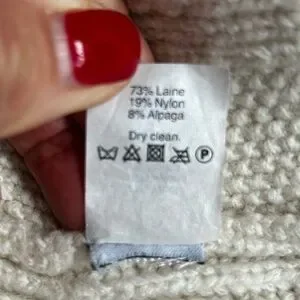 73% Laine
19% Nylon
8% Alpaga
Dry clean.
P